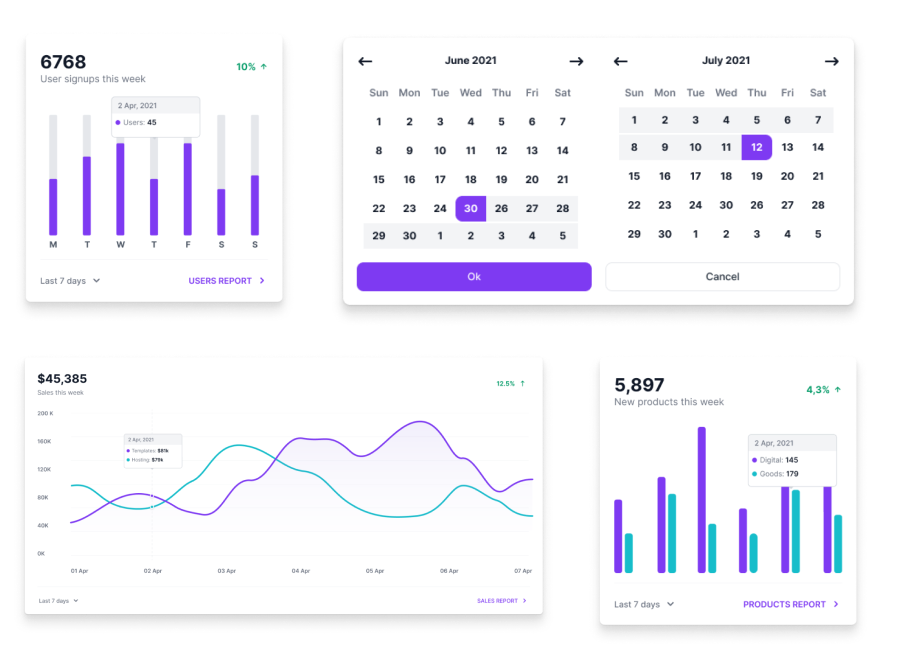 6768
User signups this week
10% ↑
2 Apr, 2021
Users: 45
M T W T F S S
Last 7 days
USERS REPORT
← June 2021 →
Sun Mon Tue Wed Thu Fri Sat
1 2 3 4 5 6 7
8 9 10 11 12 13 14
15 16 17 18 19 20 21
22 23 24 30 26 27 28
29 30 1 2 3 4 5
← July 2021 →
Sun Mon Tue Wed Thu Fri Sat
1 2 3 4 5 6 7
8 9 10 11 12 13 14
15 16 17 18 19 20 21
22 23 24 30 26 27 28
29 30 1 2 3 4 5
Ok
Cancel
$45,385
Sales this week
12.5% ↑
200 K
160K
120K
80K
40K
0K
2 Apr, 2021
Templates: $81k
Hosting: $76k
01 Apr 02 Apr 03 Apr 04 Apr 05 Apr 06 Apr 07 Apr
Last 7 days
SALES REPORT
5,897
New products this week
4,3% ↑
2 Apr, 2021
Digital: 145
Goods: 179
Last 7 days
PRODUCTS REPORT